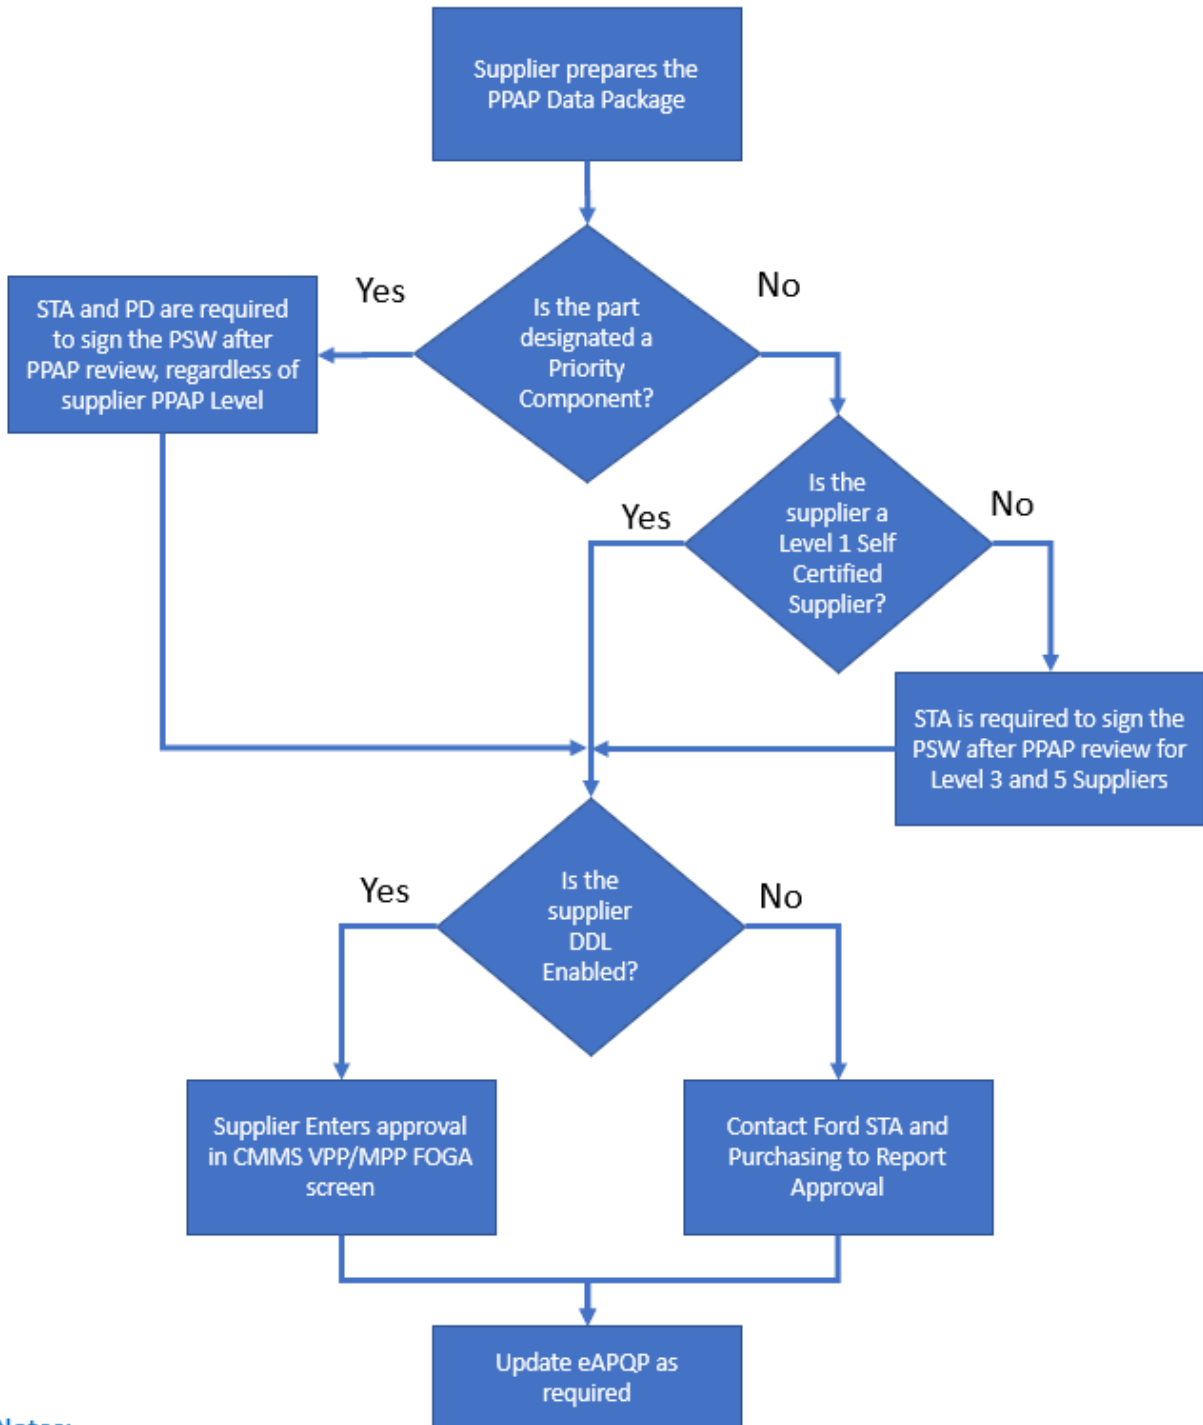 Supplier prepares the
PPAP Data Package
Yes
No
STA and PD are required
to sign the PSW after
PPAP review, regardless of
supplier PPAP Level
Is the part
designated a
Priority
Component?
Yes
No
Is the
supplier a
Level 1 Self
Certified
Supplier?
STA is required to sign the
PSW after PPAP review for
Level 3 and 5 Suppliers
Yes
No
Is the
supplier
DDL
Enabled?
Supplier Enters approval
in CMMS VPP/MPP FOGA
screen
Contact Ford STA and
Purchasing to Report
Approval
Update eAPQP as
required
Notes: